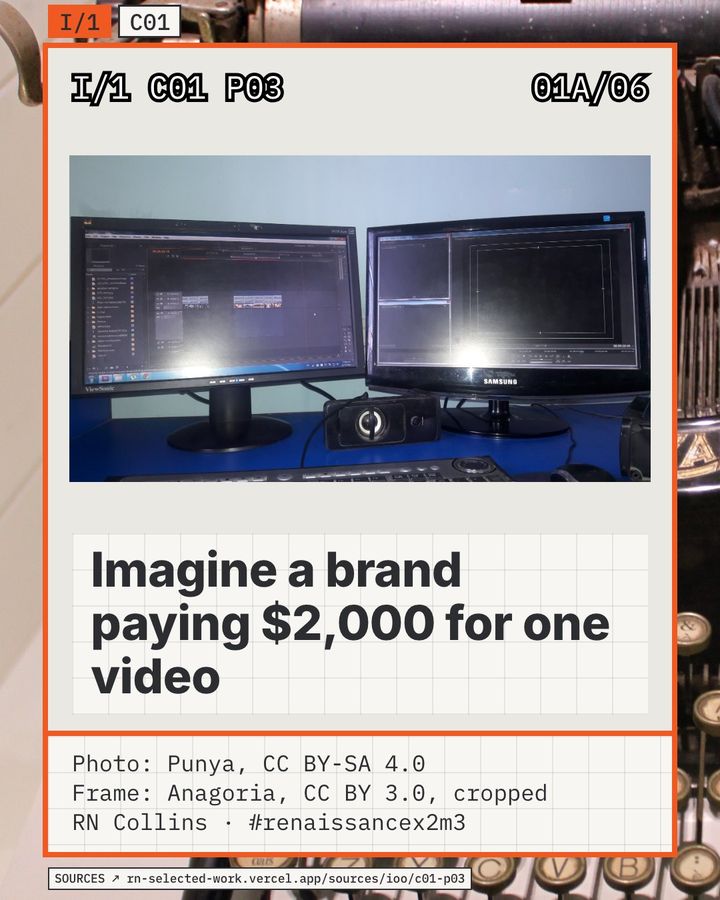 I/1 C01
I/1 C01 P03 01A/06
ViewSonic
SAMSUNG
Imagine a brand
paying $2,000 for one
video
Photo: Punya, CC BY-SA 4.0
Frame: Anagoria, CC BY 3.0, cropped
RN Collins · #renaissancex2m3
SOURCES ↗ rn-selected-work.vercel.app/sources/ioo/c01-p03